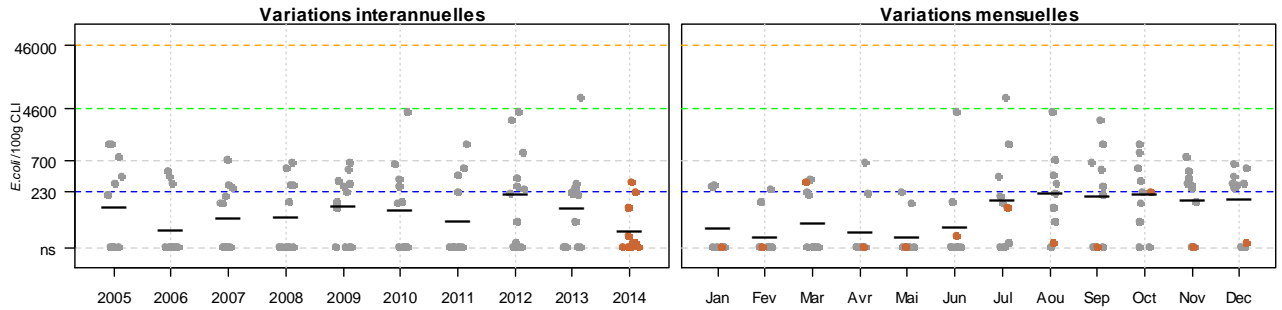 Variations interannuelles
Variations mensuelles
E.coli/100g CLI
46000
4600
700
230
ns
2005 2006 2007 2008 2009 2010 2011 2012 2013 2014
Jan Fev Mar Avr Mai Jun Jul Aou Sep Oct Nov Dec